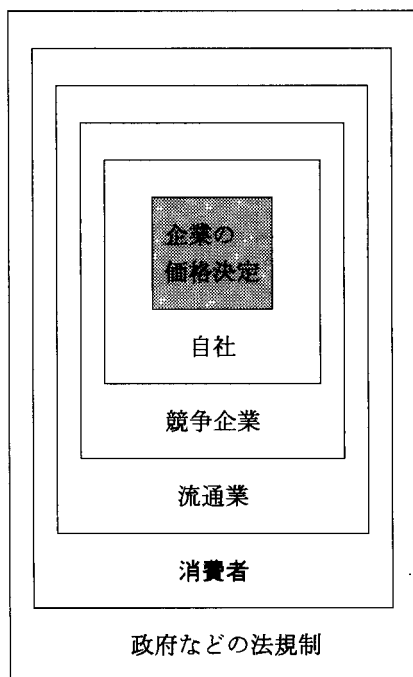 企業の
価格決定
自社
競争企業
流通業
消費者
政府などの法規制